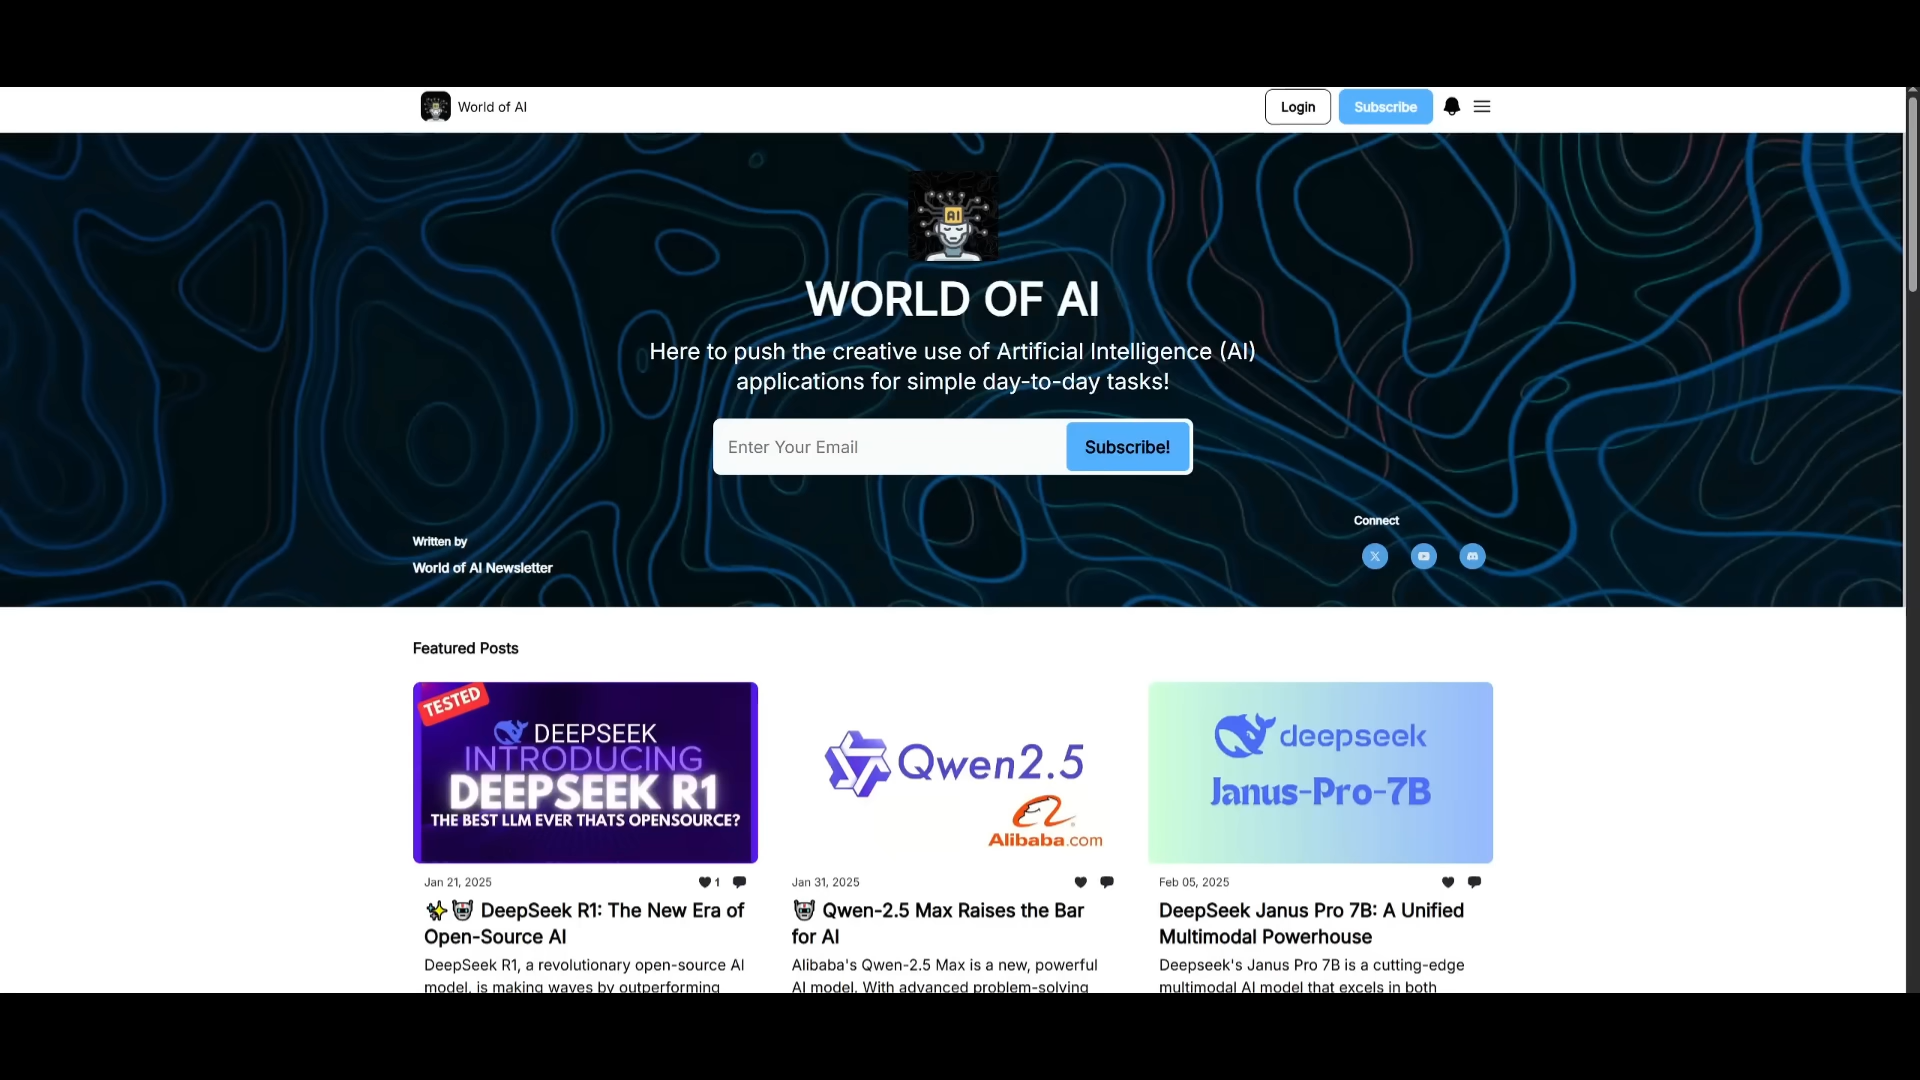 World of AI
Login
Subscribe
AI
WORLD OF AI
Here to push the creative use of Artificial Intelligence (AI)
applications for simple day-to-day tasks!
Enter Your Email
Subscribe!
Connect
Written by
World of AI Newsletter
Featured Posts
TESTED
DEEPSEEK
INTRODUCING
DEEPSEEK R1
THE BEST LLM EVER THATS OPENSOURCE?
Jan 21, 2025
1
DeepSeek R1: The New Era of
Open-Source AI
DeepSeek R1, a revolutionary open-source AI
model, is making waves by outperforming
Qwen2.5
Alibaba.com
Jan 31, 2025
Qwen-2.5 Max Raises the Bar
for AI
Alibaba's Qwen-2.5 Max is a new, powerful
AI model. With advanced problem-solving
deepseek
Janus-Pro-7B
Feb 05, 2025
DeepSeek Janus Pro 7B: A Unified
Multimodal Powerhouse
Deepseek's Janus Pro 7B is a cutting-edge
multimodal AI model that excels in both